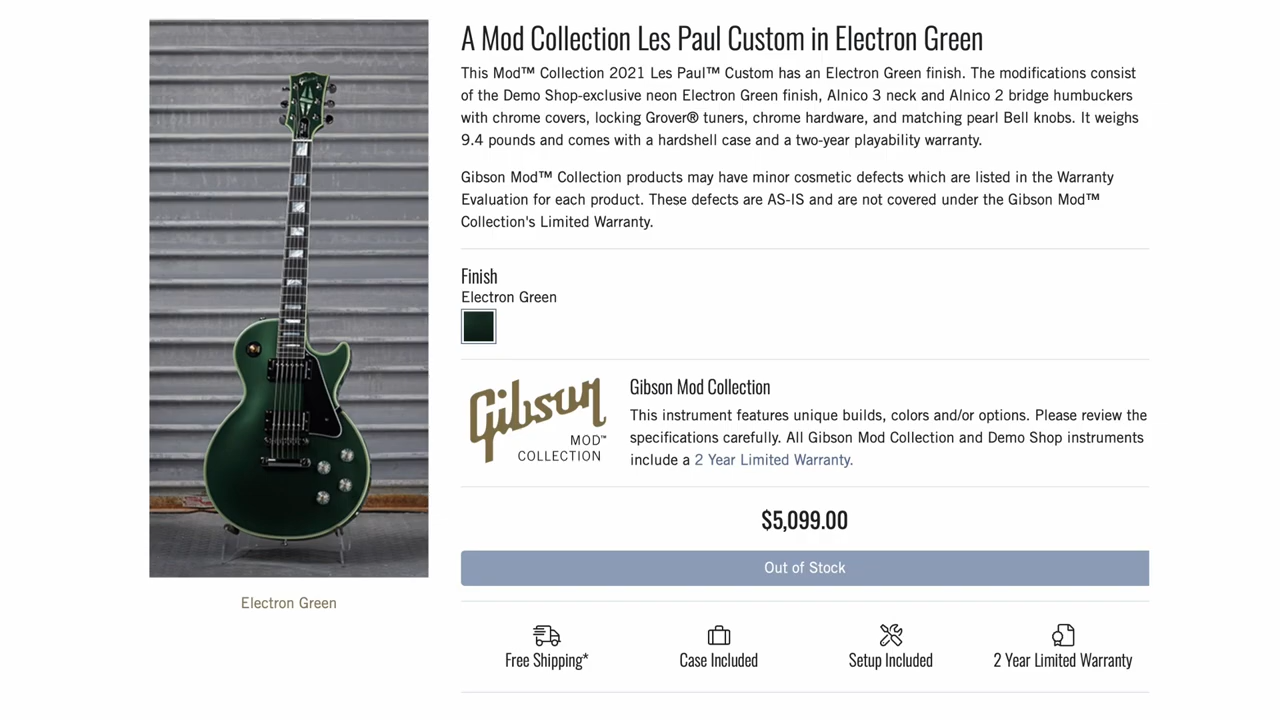 A Mod Collection Les Paul Custom in Electron Green
This Mod™ Collection 2021 Les Paul™ Custom has an Electron Green finish. The modifications consist
of the Demo Shop-exclusive neon Electron Green finish, Alnico 3 neck and Alnico 2 bridge humbuckers
with chrome covers, locking Grover® tuners, chrome hardware, and matching pearl Bell knobs. It weighs
9.4 pounds and comes with a hardshell case and a two-year playability warranty.
Gibson Mod™ Collection products may have minor cosmetic defects which are listed in the Warranty
Evaluation for each product. These defects are AS-IS and are not covered under the Gibson Mod™
Collection's Limited Warranty.
Finish
Electron Green
Gibson
MOD™
COLLECTION
Gibson Mod Collection
This instrument features unique builds, colors and/or options. Please review the
specifications carefully. All Gibson Mod Collection and Demo Shop instruments
include a 2 Year Limited Warranty.
$5,099.00
Out of Stock
Electron Green
Free Shipping*
Case Included
Setup Included
2 Year Limited Warranty